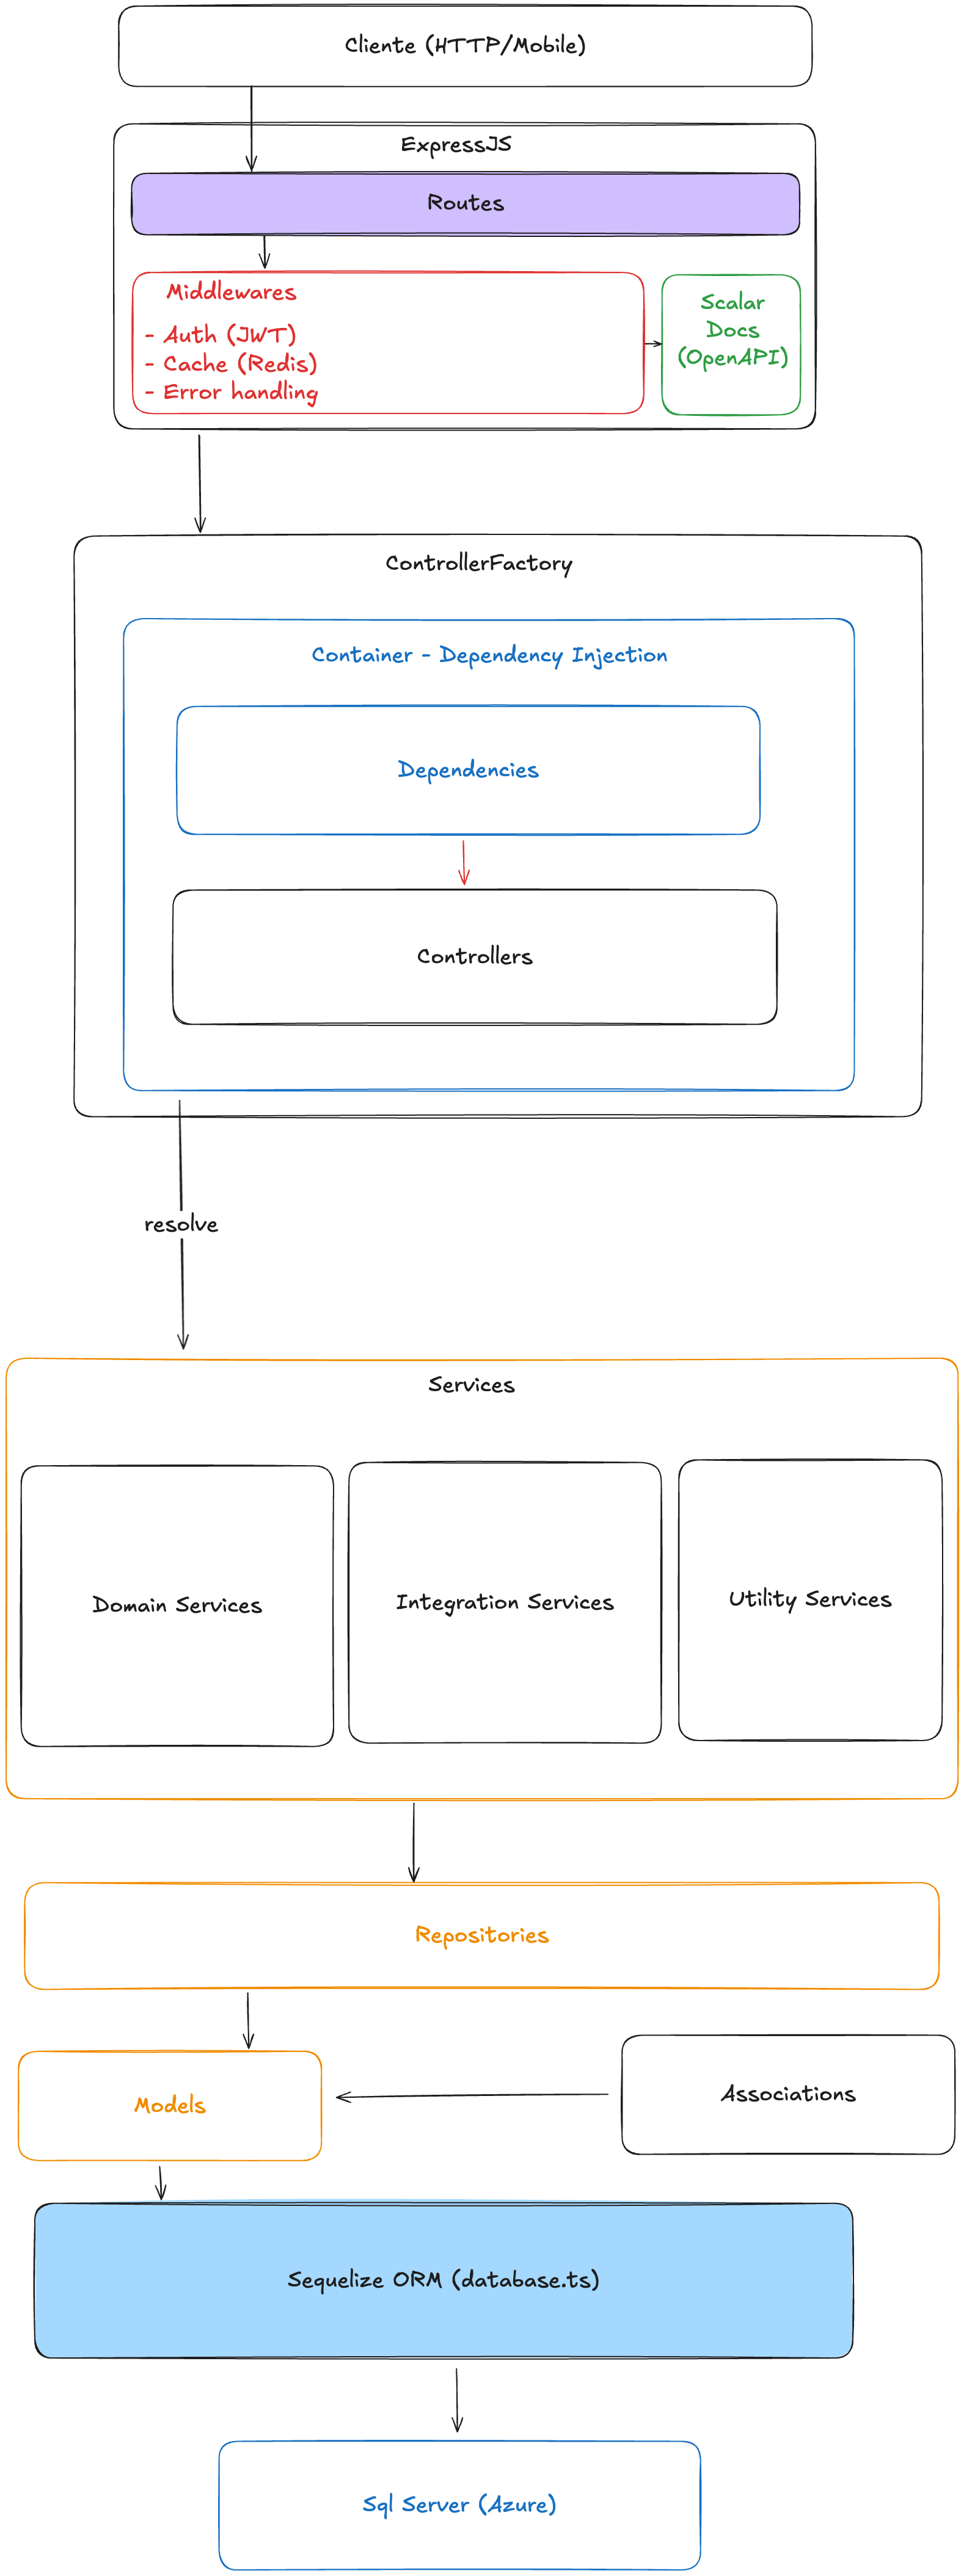 Cliente (HTTP/Mobile)
ExpressJS
Routes
Middlewares
- Auth (JWT)
- Cache (Redis)
- Error handling
Scalar
Docs
(OpenAPI)
ControllerFactory
Container - Dependency Injection
Dependencies
Controllers
resolve
Services
Domain Services
Integration Services
Utility Services
Repositories
Models
Associations
Sequelize ORM (database.ts)
Sql Server (Azure)